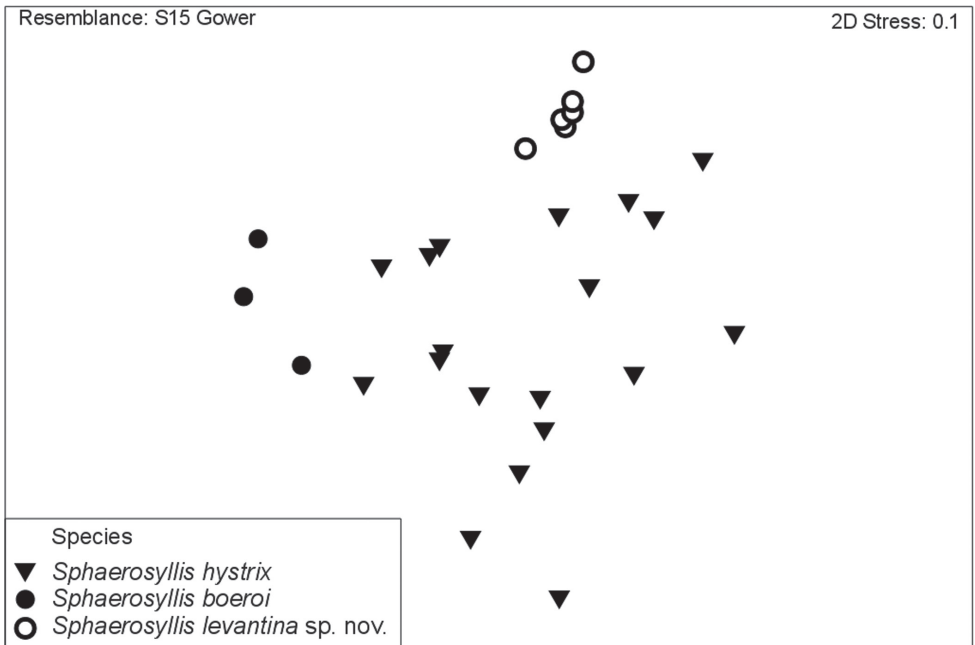 Resemblance: S15 Gower
2D Stress: 0.1
Species
Sphaerosyllis hystrix
Sphaerosyllis boeroi
Sphaerosyllis levantina sp. nov.